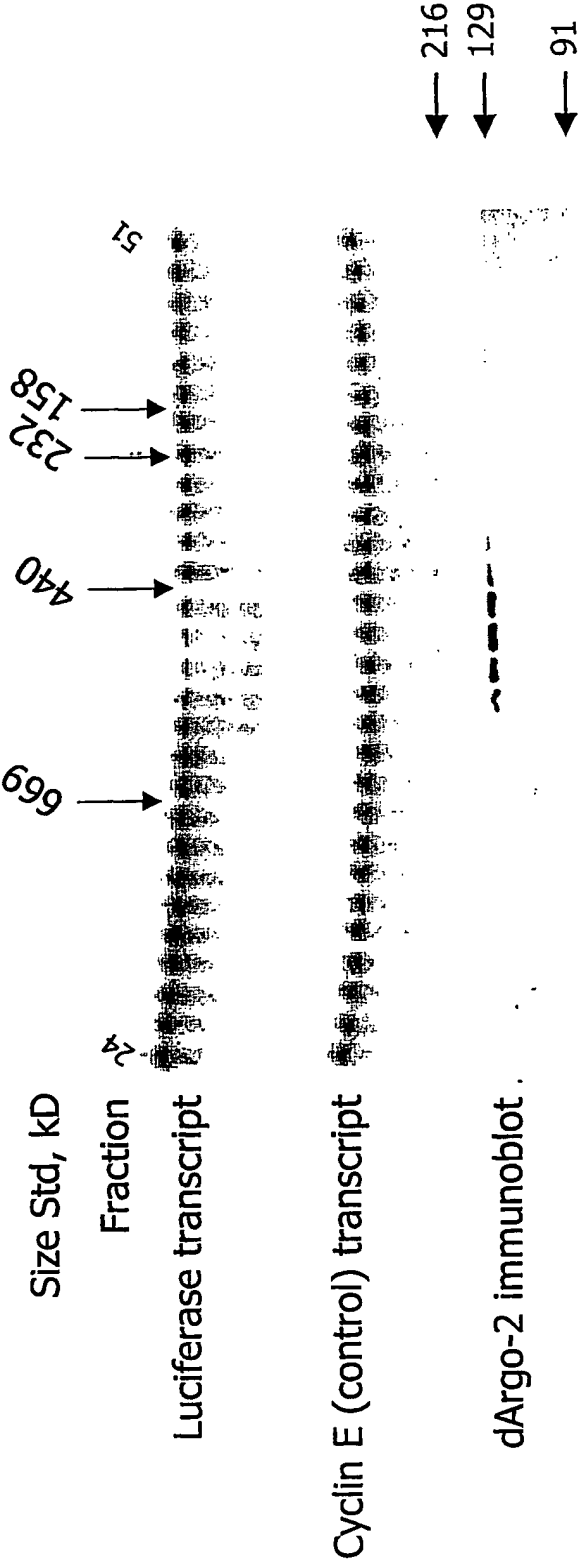 Size Std, kD
669
440
232
158
Fraction
24
51
Luciferase transcript
Cyclin E (control) transcript
dArgo-2 immunoblot.
216
129
91